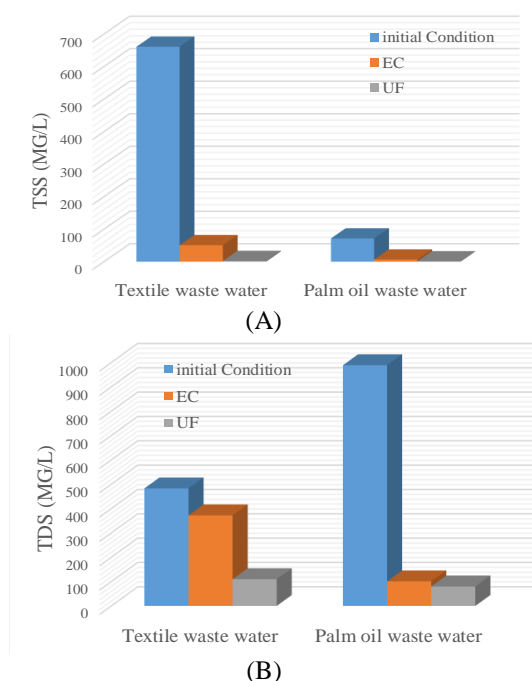 700
600
500
400
300
200
100
0
TSS (MG/L)
initial Condition
EC
UF
Textile waste water Palm oil waste water
(A)
1000
900
800
700
600
500
400
300
200
100
0
TDS (MG/L)
initial Condition
EC
UF
Textile waste water Palm oil waste water
(B)